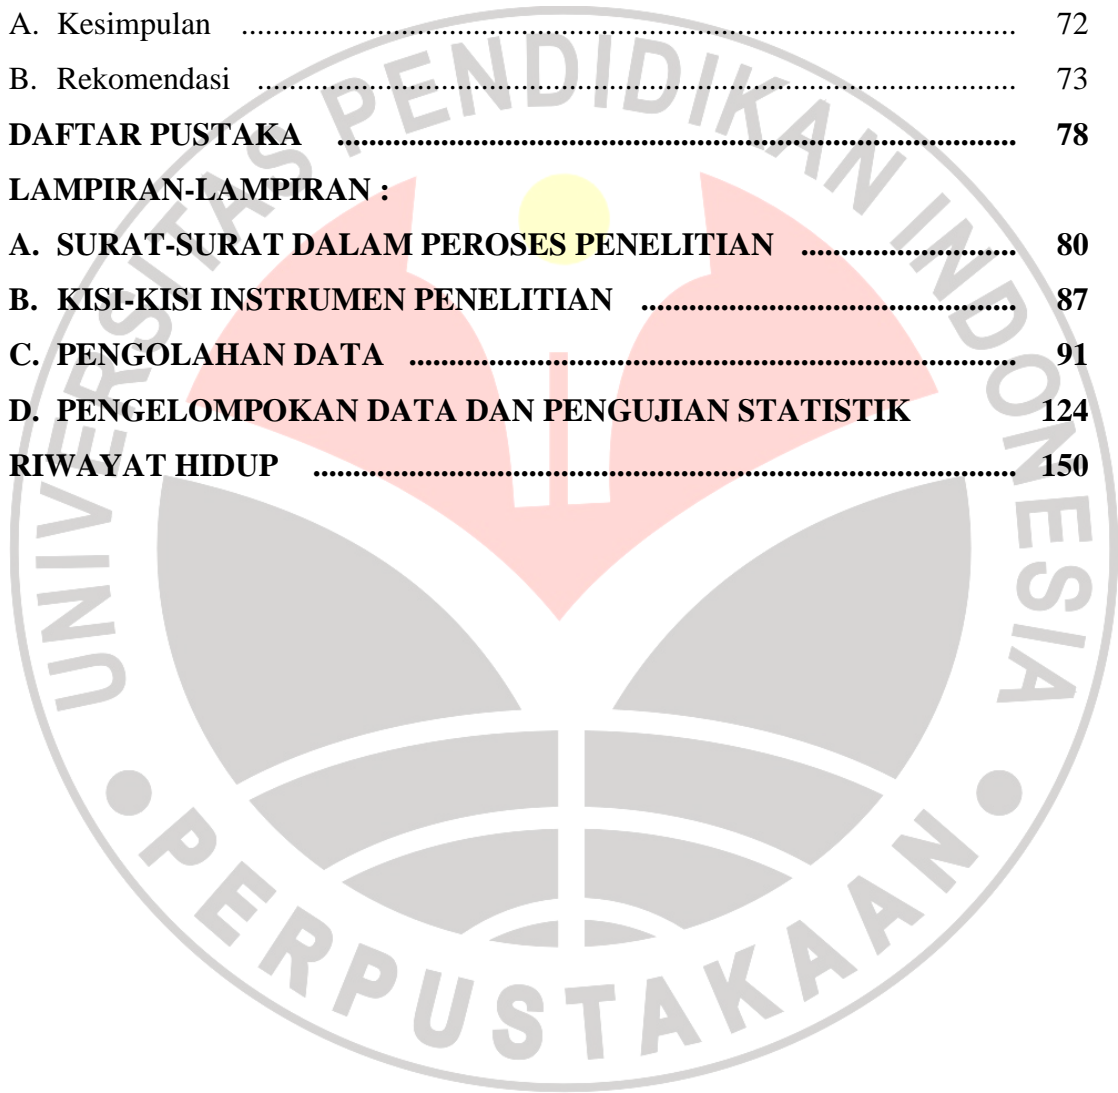 A. Kesimpulan ................................................ 72
B. Rekomendasi ................................................ 73
DAFTAR PUSTAKA ................................................ 78
LAMPIRAN-LAMPIRAN :
A. SURAT-SURAT DALAM PEROSES PENELITIAN ........................... 80
B. KISI-KISI INSTRUMEN PENELITIAN ................................................ 87
C. PENGOLAHAN DATA ................................................ 91
D. PENGELOMPOKAN DATA DAN PENGUJIAN STATISTIK 124
RIWAYAT HIDUP ................................................ 150
UNIVERSITAS PENDIDIKAN INDONESIA
PERPUSTAKAAN